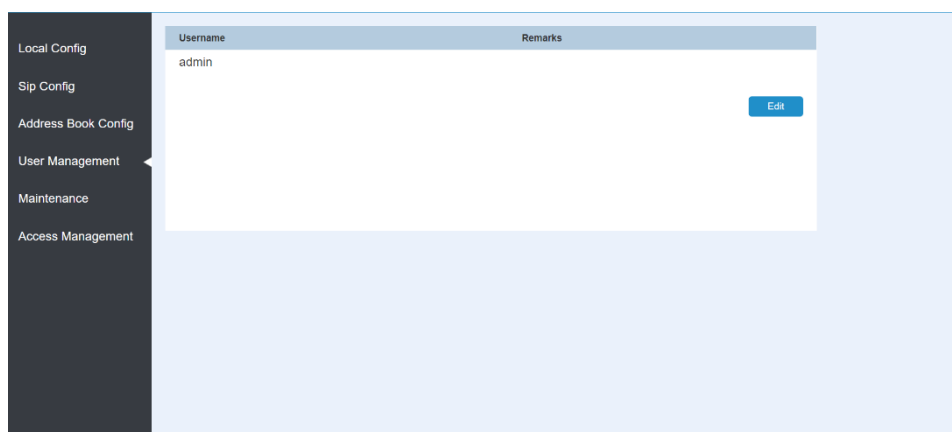 Local Config
Sip Config
Address Book Config
User Management
Maintenance
Access Management
Username Remarks
admin
Edit